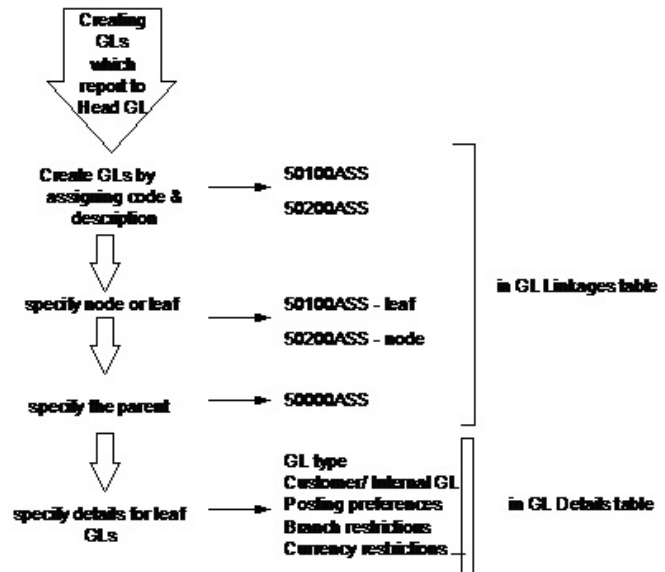 Creating
GLs
which
report to
Head GL
Create GLs by
assigning code &
description
50100ASS
50200ASS
specify node or leaf
50100ASS - leaf
50200ASS - node
in GL Linkages table
specify the parent
50000ASS
specify details for leaf
GLs
GL type
Customer/ Internal GL
Posting preferences
Branch restrictions
Currency restrictions
in GL Details table